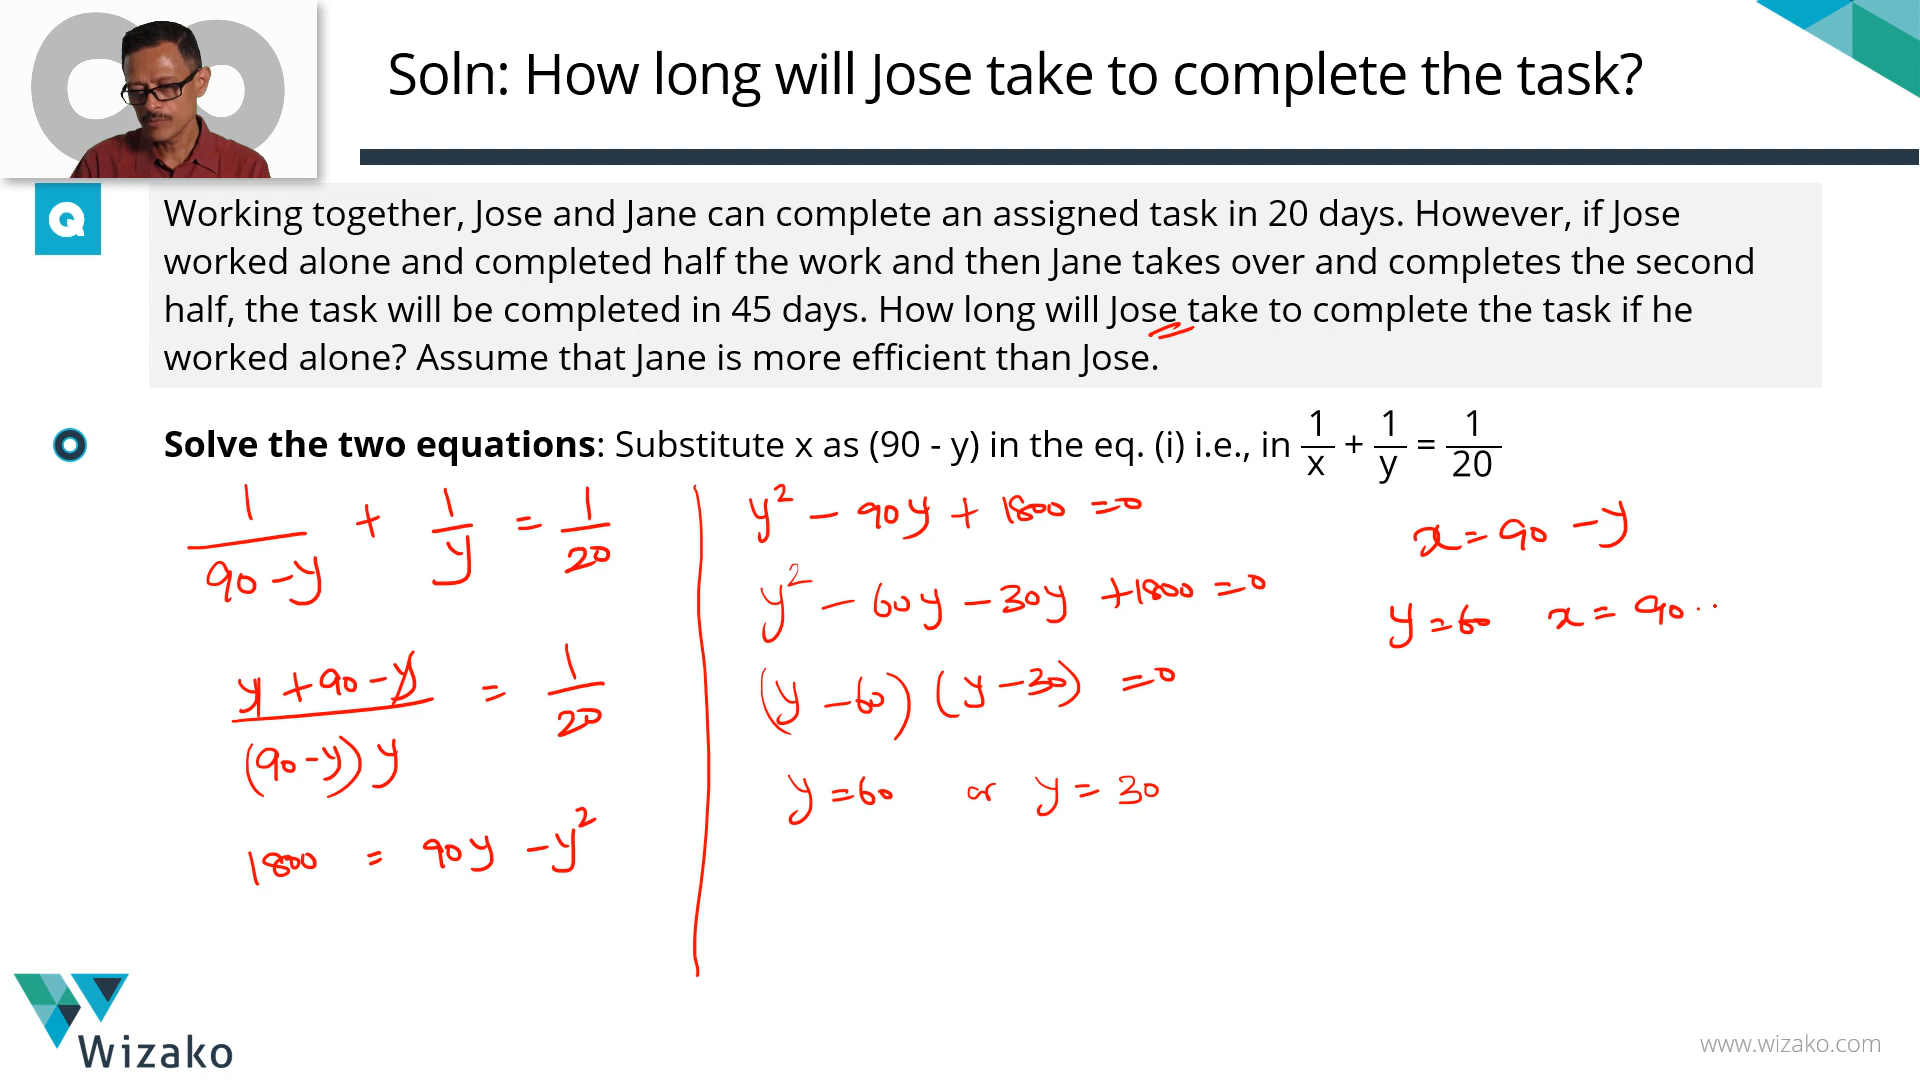 Soln: How long will Jose take to complete the task?
Q
Working together, Jose and Jane can complete an assigned task in 20 days. However, if Jose
worked alone and completed half the work and then Jane takes over and completes the second
half, the task will be completed in 45 days. How long will Jose take to complete the task if he
worked alone? Assume that Jane is more efficient than Jose.
Solve the two equations: Substitute x as (90 - y) in the eq. (i) i.e., in 1/x + 1/y = 1/20
1/(90-y) + 1/y = 1/20
(y+90-y)/((90-y)y) = 1/20
1800 = 90y - y²
y² - 90y + 1800 = 0
y² - 60y - 30y + 1800 = 0
(y-60) (y-30) = 0
y = 60 or y = 30
x = 90 - y
y = 60 x = 90 ..
Wizako
www.wizako.com